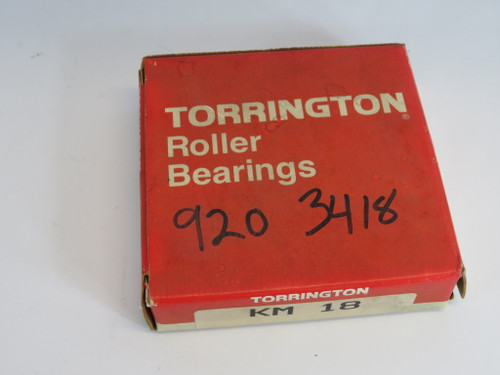 TORRINGTON®
Roller
Bearings
920 3418
TORRINGTON
KM 18